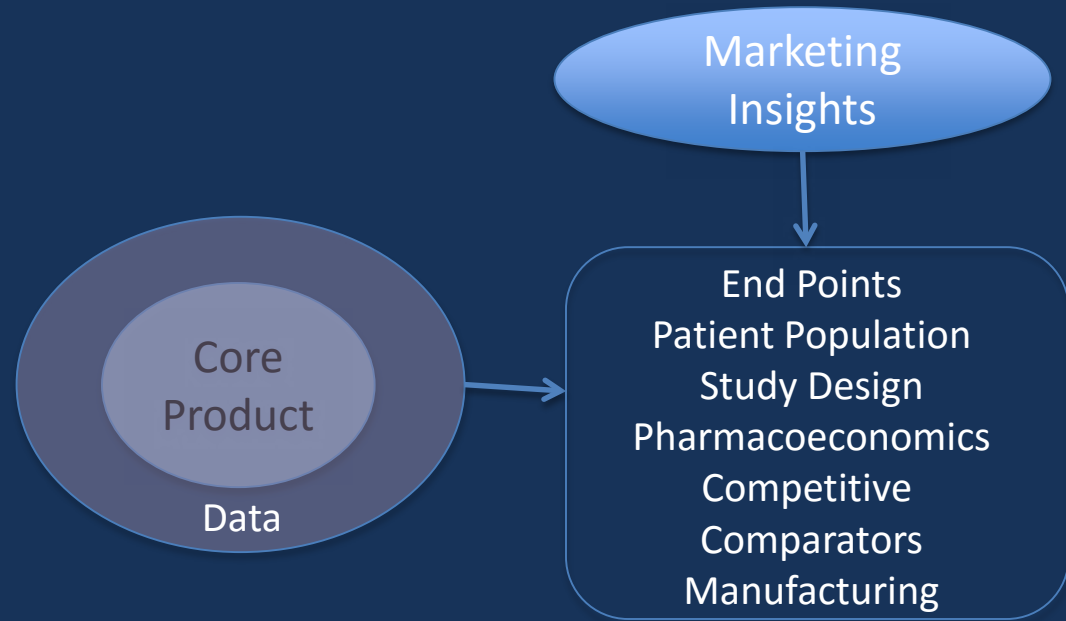 Marketing
Insights
Core
Product
Data
End Points
Patient Population
Study Design
Pharmacoeconomics
Competitive
Comparators
Manufacturing